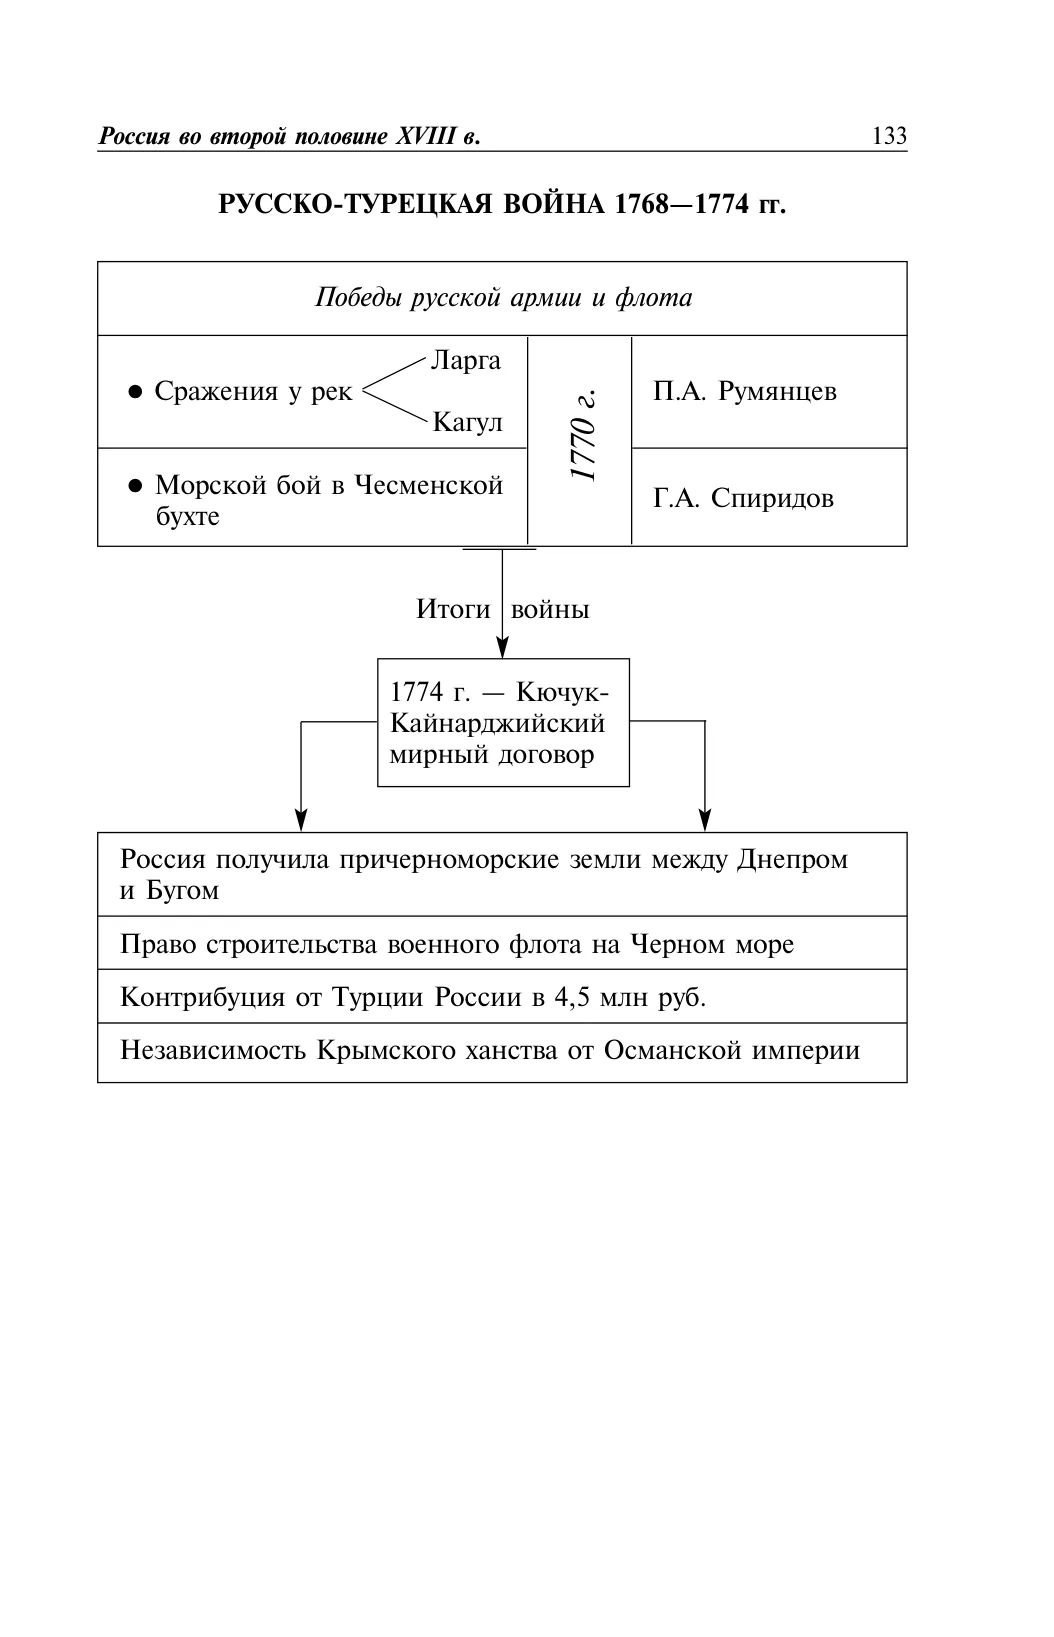 Россия во второй половине XVIII в. 133
РУССКО-ТУРЕЦКАЯ ВОЙНА 1768—1774 гг.
Победы русской армии и флота
● Сражения у рек
Ларга
Кагул
1770 г.
П.А. Румянцев
● Морской бой в Чесменской
бухте
Г.А. Спиридов
Итоги войны
1774 г. — Кючук-
Кайнарджийский
мирный договор
Россия получила причерноморские земли между Днепром
и Бугом
Право строительства военного флота на Черном море
Контрибуция от Турции России в 4,5 млн руб.
Независимость Крымского ханства от Османской империи